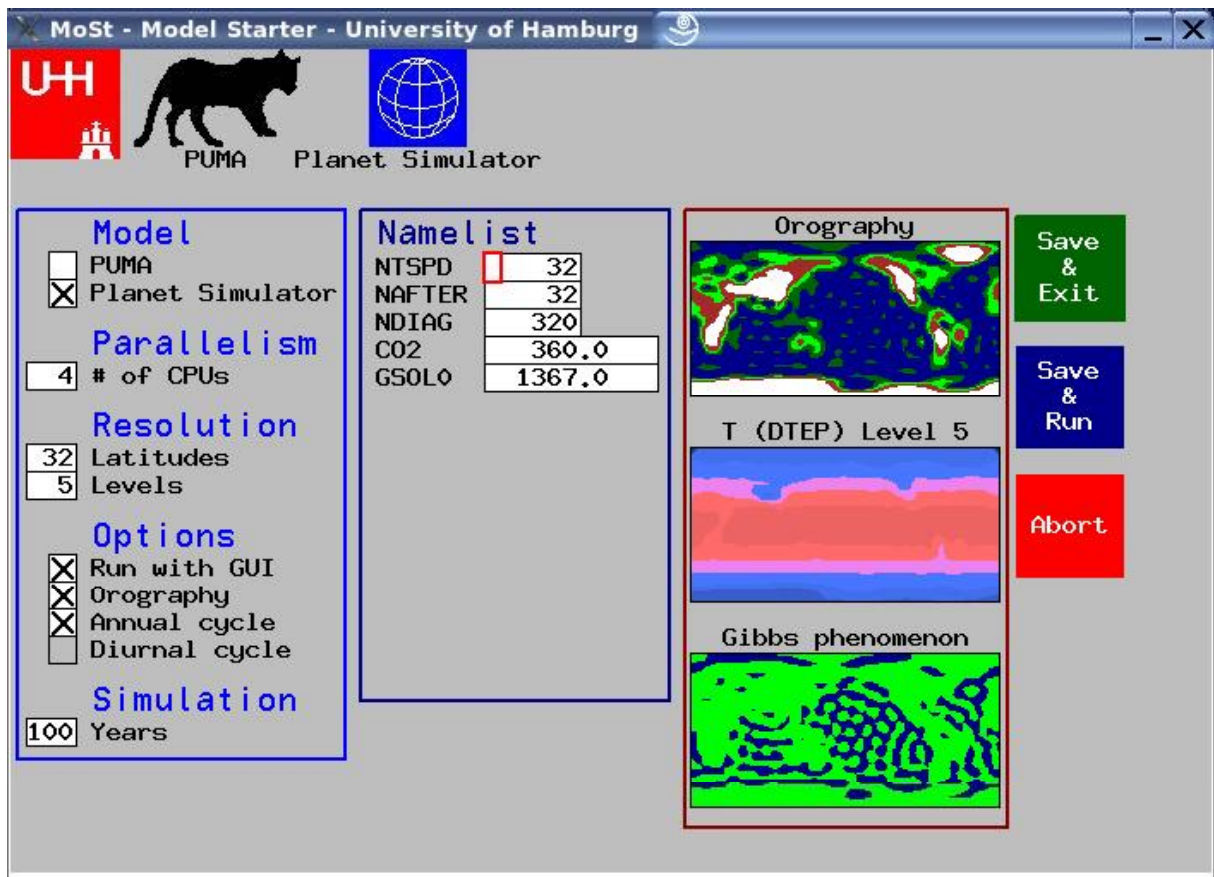 MoSt - Model Starter - University of Hamburg
UHH
PUMA
Planet Simulator
Model
PUMA
X Planet Simulator
Parallelism
4 # of CPUs
Resolution
32 Latitudes
5 Levels
Options
X Run with GUI
X Orography
X Annual cycle
Diurnal cycle
Simulation
100 Years
Namelist
NTSPD 32
NAFTER 32
NDIAG 320
CO2 360.0
GSOL0 1367.0
Orography
T (DTEP) Level 5
Gibbs phenomenon
Save
&
Exit
Save
&
Run
Abort